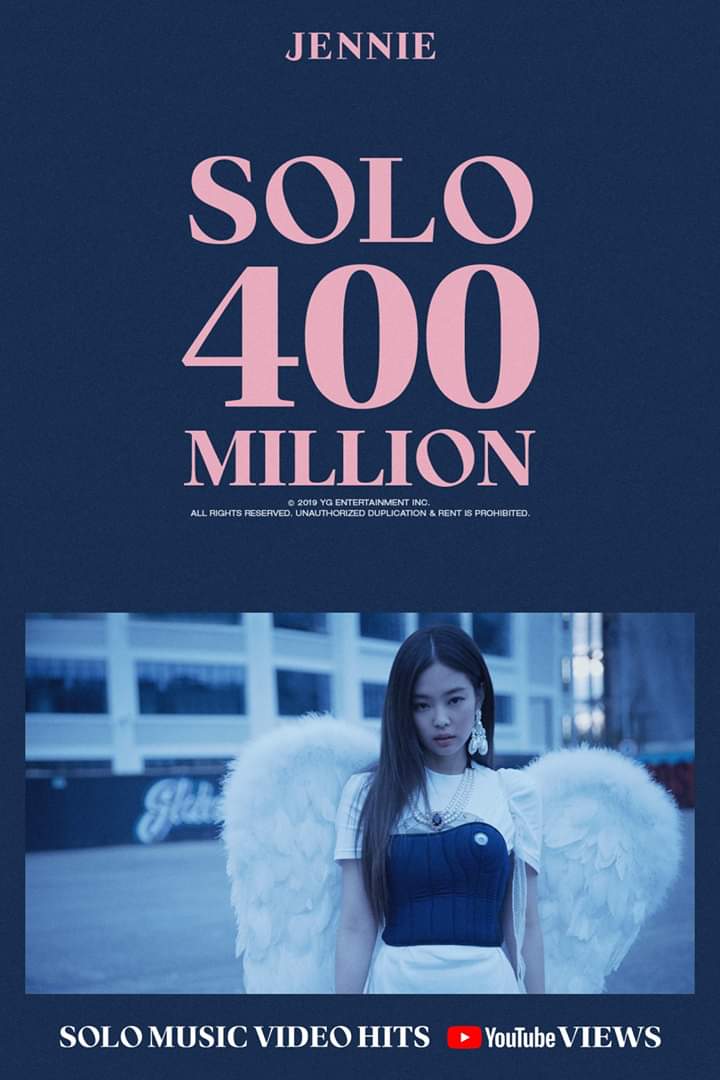 JENNIE
SOLO
400
MILLION
© 2019 YG ENTERTAINMENT INC.
ALL RIGHTS RESERVED. UNAUTHORIZED DUPLICATION & RENT IS PROHIBITED.
SOLO MUSIC VIDEO HITS YouTube VIEWS